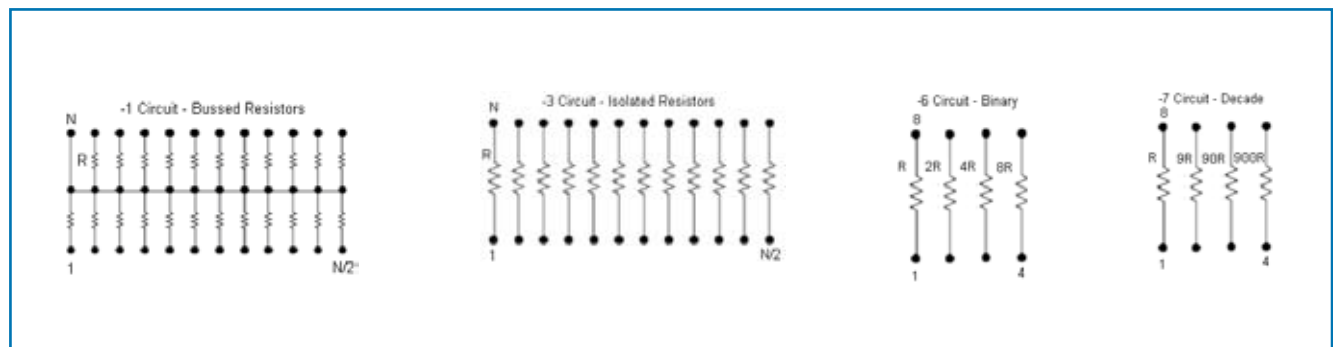 -1 Circuit - Bussed Resistors
N
R
1
N/2
-3 Circuit - Isolated Resistors
N
R
1
N/2
-6 Circuit - Binary
8
R 2R 4R 8R
1 4
-7 Circuit - Decade
8
R 9R 90R 900R
1 4